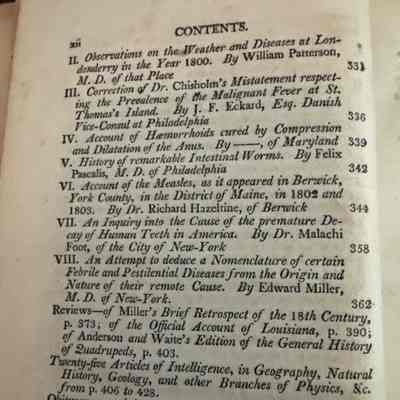 xii
CONTENTS.
II. Observations on the Weather and Diseases at Lon-
donderry in the Year 1800. By William Patterson,
M. D. of that Place 331
III. Correction of Dr. Chisholm's Mistatement respect-
ing the Prevalence of the Malignant Fever at St.
Thomas's Island. By J. F. Eckard, Esq. Danish
Vice-Consul at Philadelphia 336
IV. Account of Hæmorrhoids cured by Compression
and Dilatation of the Anus. By ——, of Maryland 339
V. History of remarkable Intestinal Worms. By Felix
Pascalis, M. D. of Philadelphia 342
VI. Account of the Measles, as it appeared in Berwick,
York County, in the District of Maine, in 1802 and
1803. By Dr. Richard Hazeltine, of Berwick 344
VII. An Inquiry into the Cause of the premature De-
cay of Human Teeth in America. By Dr. Malachi
Foot, of the City of New-York 358
VIII. An Attempt to deduce a Nomenclature of certain
Febrile and Pestilential Diseases from the Origin and
Nature of their remote Cause. By Edward Miller,
M. D. of New-York. 362
Reviews—of Miller's Brief Retrospect of the 18th Century,
p. 373; of the Official Account of Louisiana, p. 390;
of Anderson and Waite's Edition of the General History
of Quadrupeds, p. 403.
Twenty-five Articles of Intelligence, in Geography, Natural
History, Geology, and other Branches of Physics, &c.
from p. 406 to 428.